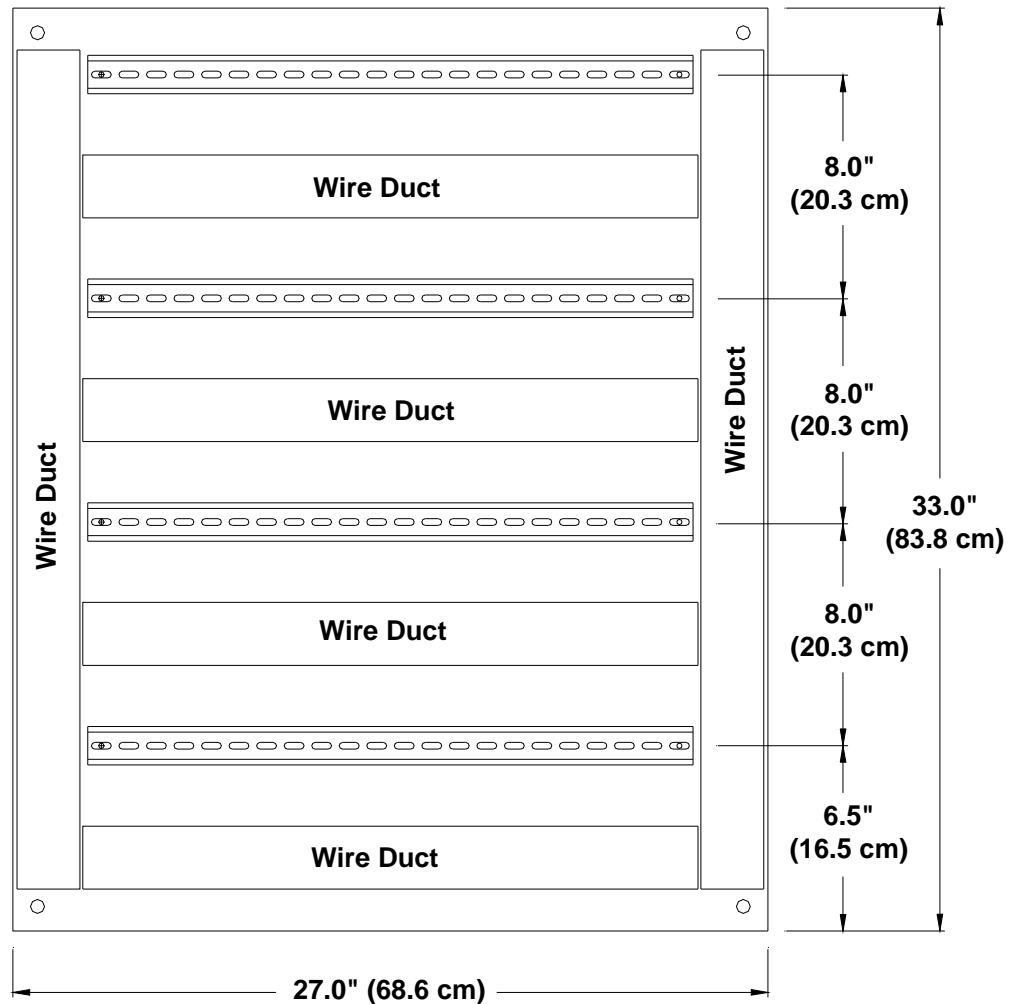 Wire Duct
8.0"
(20.3 cm)
Wire Duct
8.0"
(20.3 cm)
Wire Duct
Wire Duct
33.0"
(83.8 cm)
Wire Duct
8.0"
(20.3 cm)
Wire Duct
6.5"
(16.5 cm)
27.0" (68.6 cm)